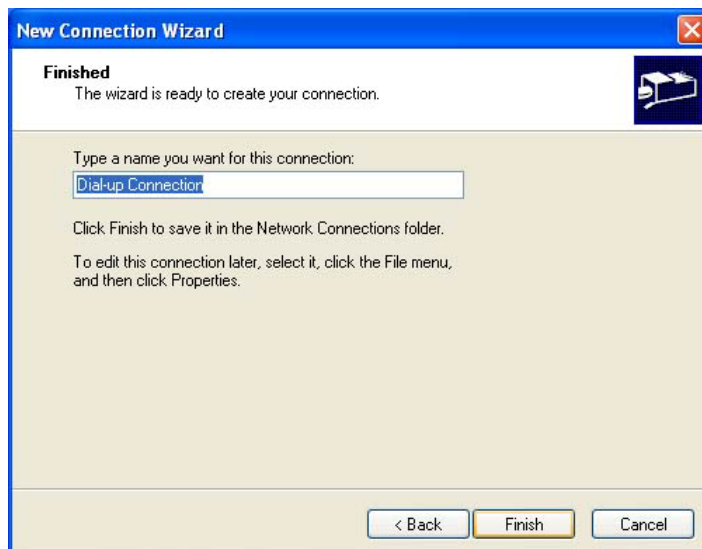 New Connection Wizard
Finished
The wizard is ready to create your connection.
Type a name you want for this connection:
Dial-up Connection
Click Finish to save it in the Network Connections folder.
To edit this connection later, select it, click the File menu,
and then click Properties.
< Back
Finish
Cancel